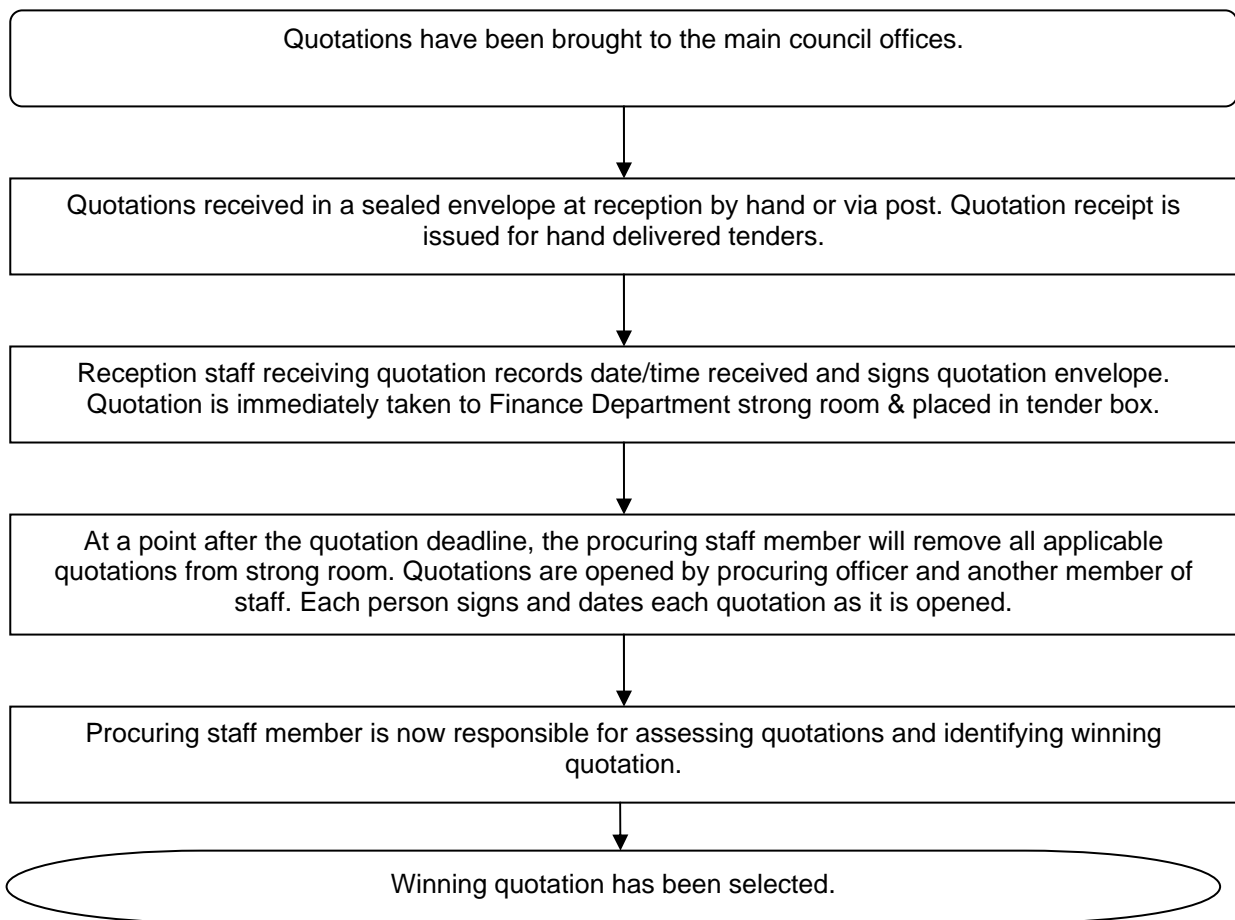 Quotations have been brought to the main council offices.
Quotations received in a sealed envelope at reception by hand or via post. Quotation receipt is
issued for hand delivered tenders.
Reception staff receiving quotation records date/time received and signs quotation envelope.
Quotation is immediately taken to Finance Department strong room & placed in tender box.
At a point after the quotation deadline, the procuring staff member will remove all applicable
quotations from strong room. Quotations are opened by procuring officer and another member of
staff. Each person signs and dates each quotation as it is opened.
Procuring staff member is now responsible for assessing quotations and identifying winning
quotation.
Winning quotation has been selected.